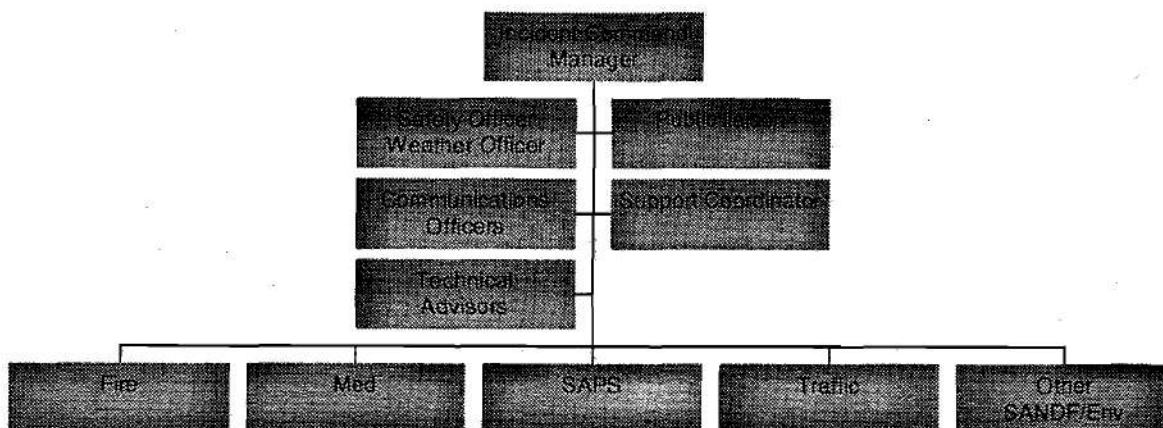 Incident Command
Manager
Safety Officer
Weather Officer
Public Liaison
Communications
Officers
Support Coordinator
Technical
Advisors
Fire
Med
SAPS
Traffic
Other
SANDF/Env